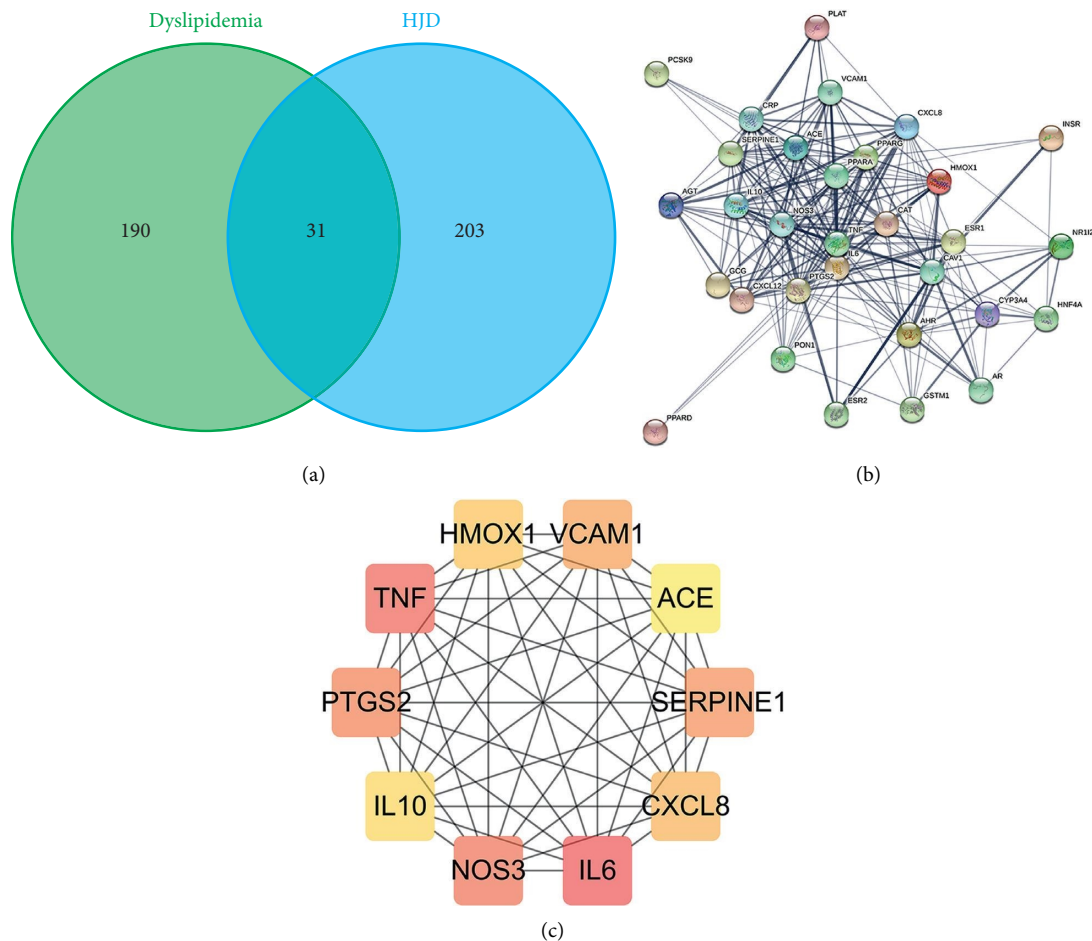 Dyslipidemia
HJD
190
31
203
(a)
PLAT
PCSK9
VCAM1
CRP
CXCL8
INSR
SERPINE1
ACE
PPARG
PPARA
HMOX1
AGT
IL10
NOS3
CAT
TNF
ESR1
NR1I2
IL6
CAV1
GCG
CXCL12
PTGS2
CYP3A4
HNF4A
AHR
PON1
AR
ESR2
GSTM1
PPARD
(b)
HMOX1
VCAM1
TNF
ACE
PTGS2
SERPINE1
IL10
CXCL8
NOS3
IL6
(c)